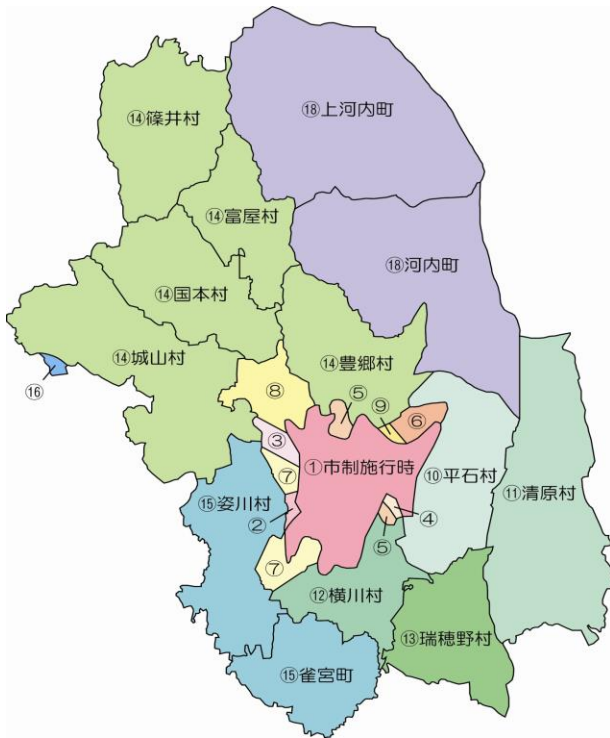 ⑭篠井村
⑱上河内町
⑭富屋村
⑱河内町
⑭国本村
⑭城山村
⑭豊郷村
⑯
⑧
⑤
⑨
⑥
③
①市制施行時
⑩平石村
⑪清原村
⑦
⑮姿川村
②
④
⑤
⑦
⑫横川村
⑬瑞穂野村
⑮雀宮町